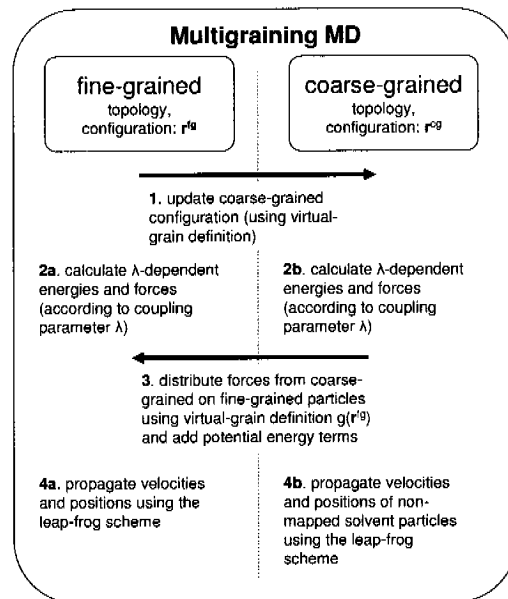 Multigraining MD
fine-grained
topology,
configuration: r^fg
coarse-grained
topology,
configuration: r^cg
1. update coarse-grained
configuration (using virtual-
grain definition)
2a. calculate λ-dependent
energies and forces
(according to coupling
parameter λ)
2b. calculate λ-dependent
energies and forces
(according to coupling
parameter λ)
3. distribute forces from coarse-
grained on fine-grained particles
using virtual-grain definition g(r^fg)
and add potential energy terms
4a. propagate velocities
and positions using the
leap-frog scheme
4b. propagate velocities
and positions of non-
mapped solvent particles
using the leap-frog
scheme